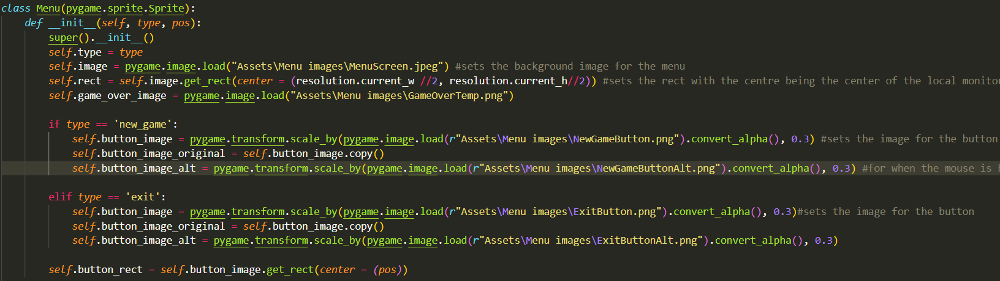 class Menu(pygame.sprite.Sprite):
    def __init__(self, type, pos):
        super().__init__()
        self.type = type
        self.image = pygame.image.load("Assets\Menu images\MenuScreen.jpeg") #sets the background image for the menu
        self.rect = self.image.get_rect(center = (resolution.current_w //2, resolution.current_h//2)) #sets the rect with the centre being the center of the local
        self.game_over_image = pygame.image.load("Assets\Menu images\GameOverTemp.png")
        if type == 'new_game':
            self.button_image = pygame.transform.scale_by(pygame.image.load(r"Assets\Menu images\NewGameButton.png").convert_alpha(), 0.3) #sets the image for the button
            self.button_image_original = self.button_image.copy()
            self.button_image_alt = pygame.transform.scale_by(pygame.image.load(r"Assets\Menu images\NewGameButtonAlt.png").convert_alpha(), 0.3) #for when the mouse is
        elif type == 'exit':
            self.button_image = pygame.transform.scale_by(pygame.image.load(r"Assets\Menu images\ExitButton.png").convert_alpha(), 0.3)#sets the image for the button
            self.button_image_original = self.button_image.copy()
            self.button_image_alt = pygame.transform.scale_by(pygame.image.load(r"Assets\Menu images\ExitButtonAlt.png").convert_alpha(), 0.3)
        self.button_rect = self.button_image.get_rect(center = (pos))